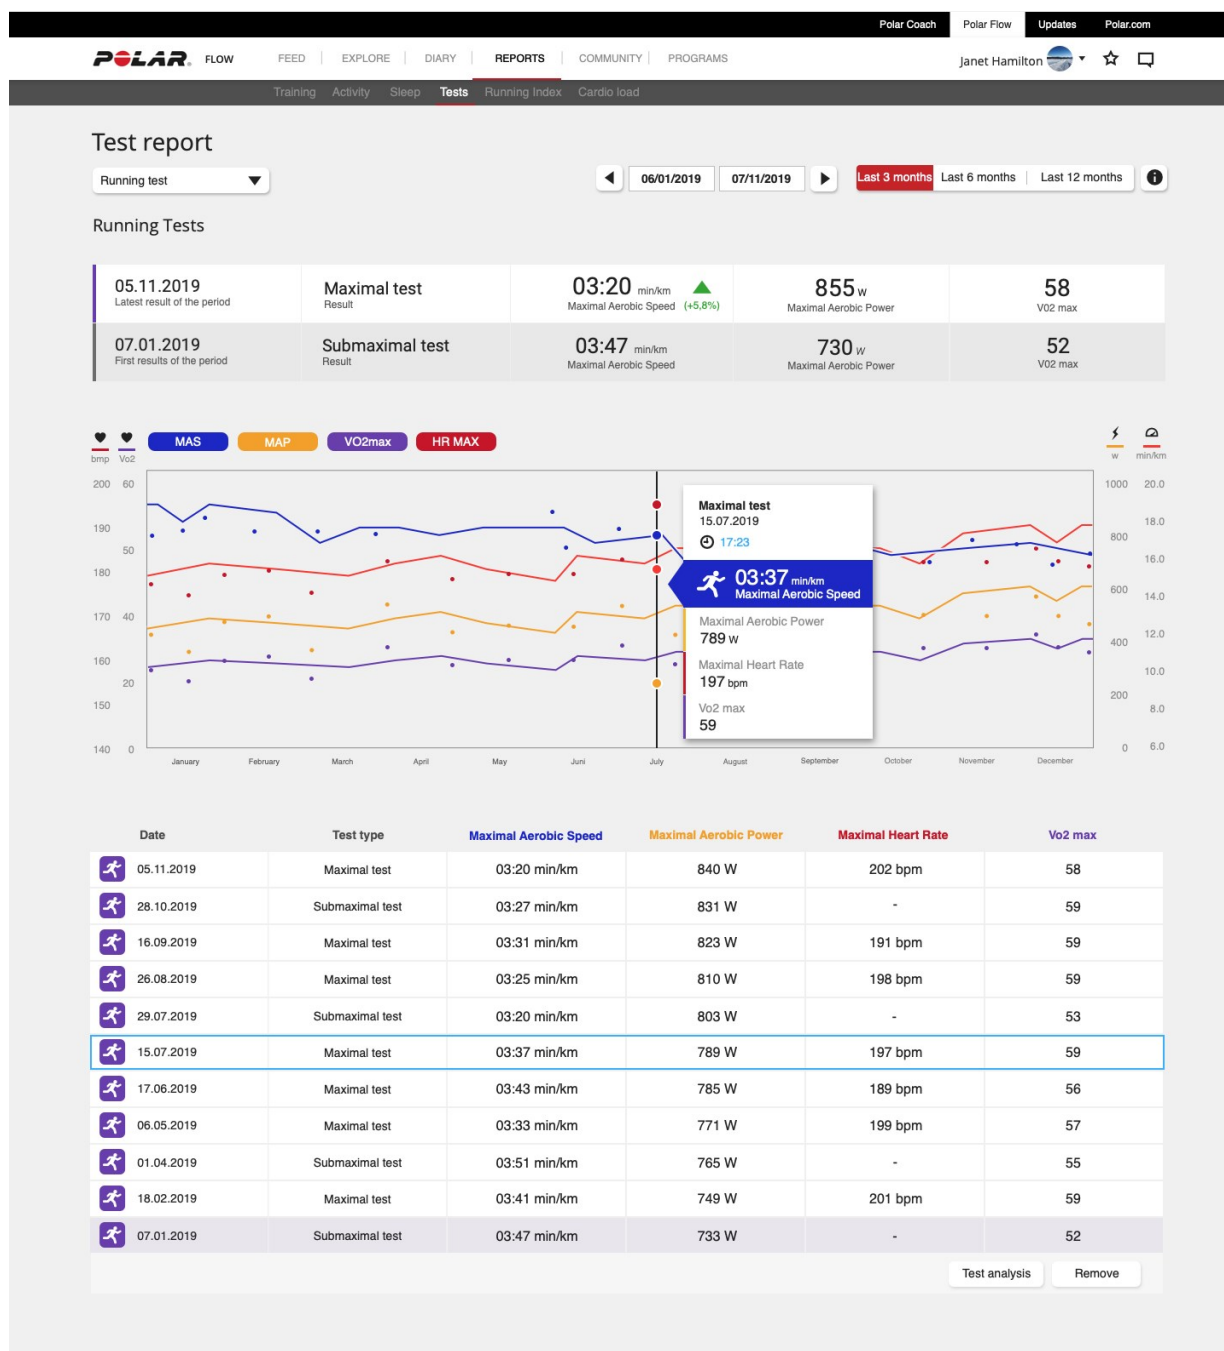 Polar Coach Polar Flow Updates Polar.com
POLAR. FLOW FEED EXPLORE DIARY REPORTS COMMUNITY PROGRAMS Janet Hamilton
Training Activity Sleep Tests Running Index Cardio load
Test report
Running test 06/01/2019 07/11/2019 Last 3 months Last 6 months Last 12 months
Running Tests
05.11.2019 Maximal test 03:20 min/km 855 w 58
Latest result of the period Result Maximal Aerobic Speed (+5,8%) Maximal Aerobic Power V02 max
07.01.2019 Submaximal test 03:47 min/km 730 w 52
First results of the period Result Maximal Aerobic Speed Maximal Aerobic Power V02 max
MAS MAP VO2max HR MAX
bmp Vo2 w min/km
200 60 1000 20.0
190 18.0
50 800
180 16.0
600 14.0
170 40
400 12.0
160 10.0
20 200
150 8.0
140 0 0 6.0
Maximal test
15.07.2019
17:23
03:37 min/km
Maximal Aerobic Speed
Maximal Aerobic Power
789 w
Maximal Heart Rate
197 bpm
Vo2 max
59
January February March April May Juni July August September October November December
Date Test type Maximal Aerobic Speed Maximal Aerobic Power Maximal Heart Rate Vo2 max
05.11.2019 Maximal test 03:20 min/km 840 W 202 bpm 58
28.10.2019 Submaximal test 03:27 min/km 831 W - 59
16.09.2019 Maximal test 03:31 min/km 823 W 191 bpm 59
26.08.2019 Maximal test 03:25 min/km 810 W 198 bpm 59
29.07.2019 Submaximal test 03:20 min/km 803 W - 53
15.07.2019 Maximal test 03:37 min/km 789 W 197 bpm 59
17.06.2019 Maximal test 03:43 min/km 785 W 189 bpm 56
06.05.2019 Maximal test 03:33 min/km 771 W 199 bpm 57
01.04.2019 Submaximal test 03:51 min/km 765 W - 55
18.02.2019 Maximal test 03:41 min/km 749 W 201 bpm 59
07.01.2019 Submaximal test 03:47 min/km 733 W - 52
Test analysis Remove